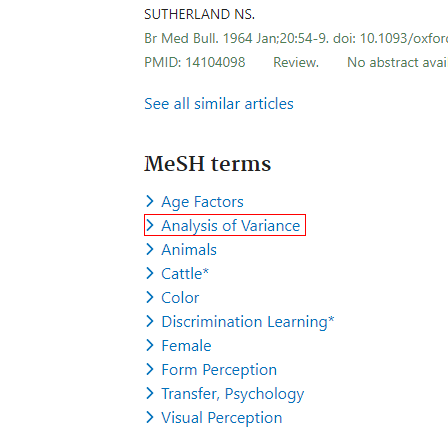 SUTHERLAND NS.
Br Med Bull. 1964 Jan;20:54-9. doi: 10.1093/oxford
PMID: 14104098 Review. No abstract avai
See all similar articles
MeSH terms
Age Factors
Analysis of Variance
Animals
Cattle*
Color
Discrimination Learning*
Female
Form Perception
Transfer, Psychology
Visual Perception